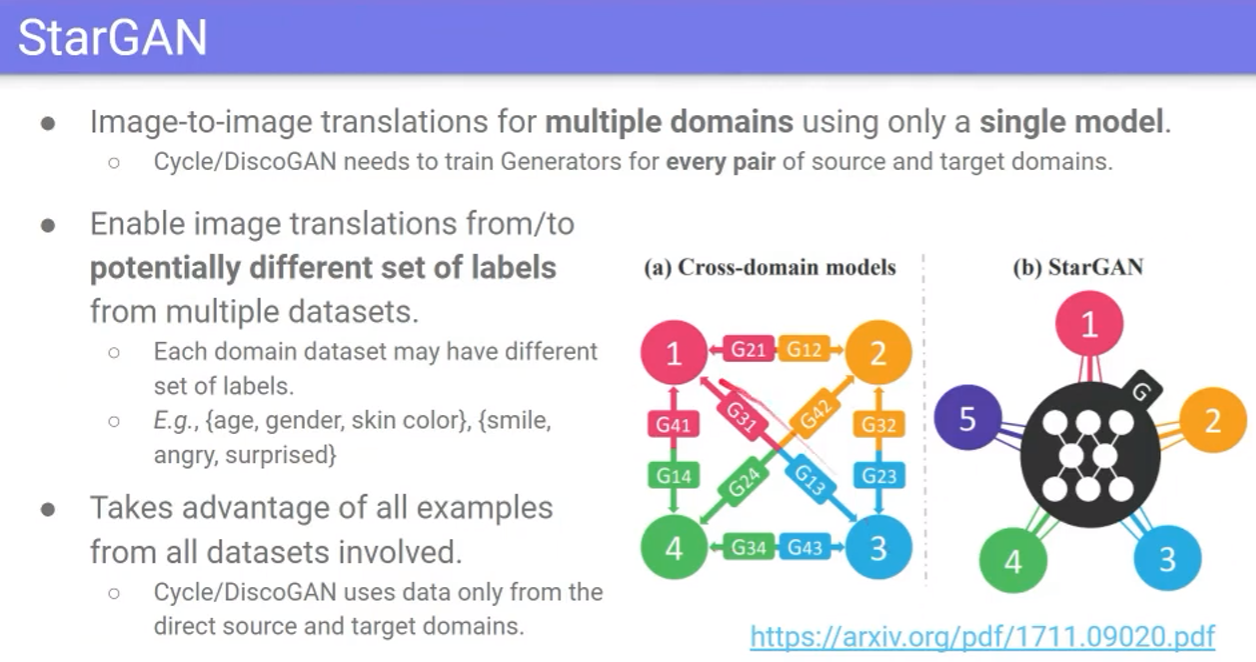 StarGAN
● Image-to-image translations for multiple domains using only a single model.
○ Cycle/DiscoGAN needs to train Generators for every pair of source and target domains.
● Enable image translations from/to
potentially different set of labels
from multiple datasets.
○ Each domain dataset may have different
set of labels.
○ E.g., {age, gender, skin color}, {smile,
angry, surprised}
● Takes advantage of all examples
from all datasets involved.
○ Cycle/DiscoGAN uses data only from the
direct source and target domains.
(a) Cross-domain models
1 G21 G12 2
G31 G42
G41 G32
G14 G23
G24 G13
4 G34 G43 3
(b) StarGAN
1
G
5 2
4 3
https://arxiv.org/pdf/1711.09020.pdf